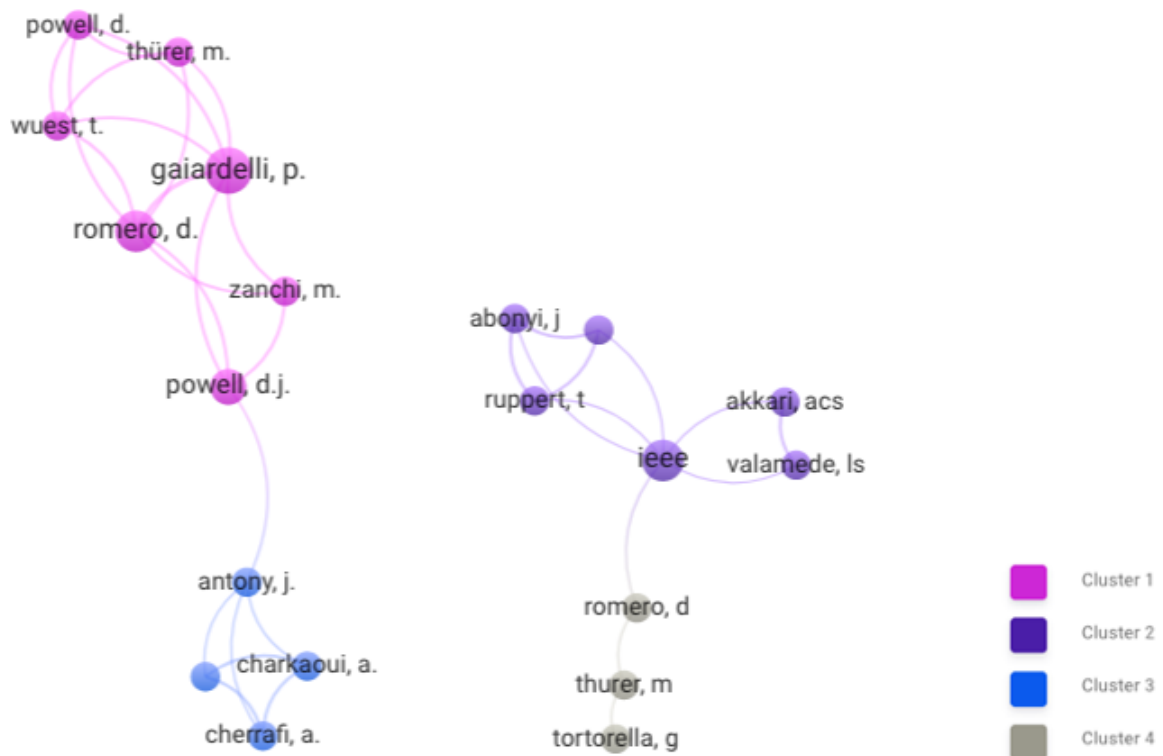 powell, d.
thürer, m.
wuest, t.
gaiardelli, p.
romero, d.
zanchi, m.
powell, d.j.
abonyi, j
ruppert, t
akkari, acs
ieee
valamede, ls
antony, j.
charkaoui, a.
cherrafi, a.
romero, d
thurer, m
tortorella, g
Cluster 1
Cluster 2
Cluster 3
Cluster 4